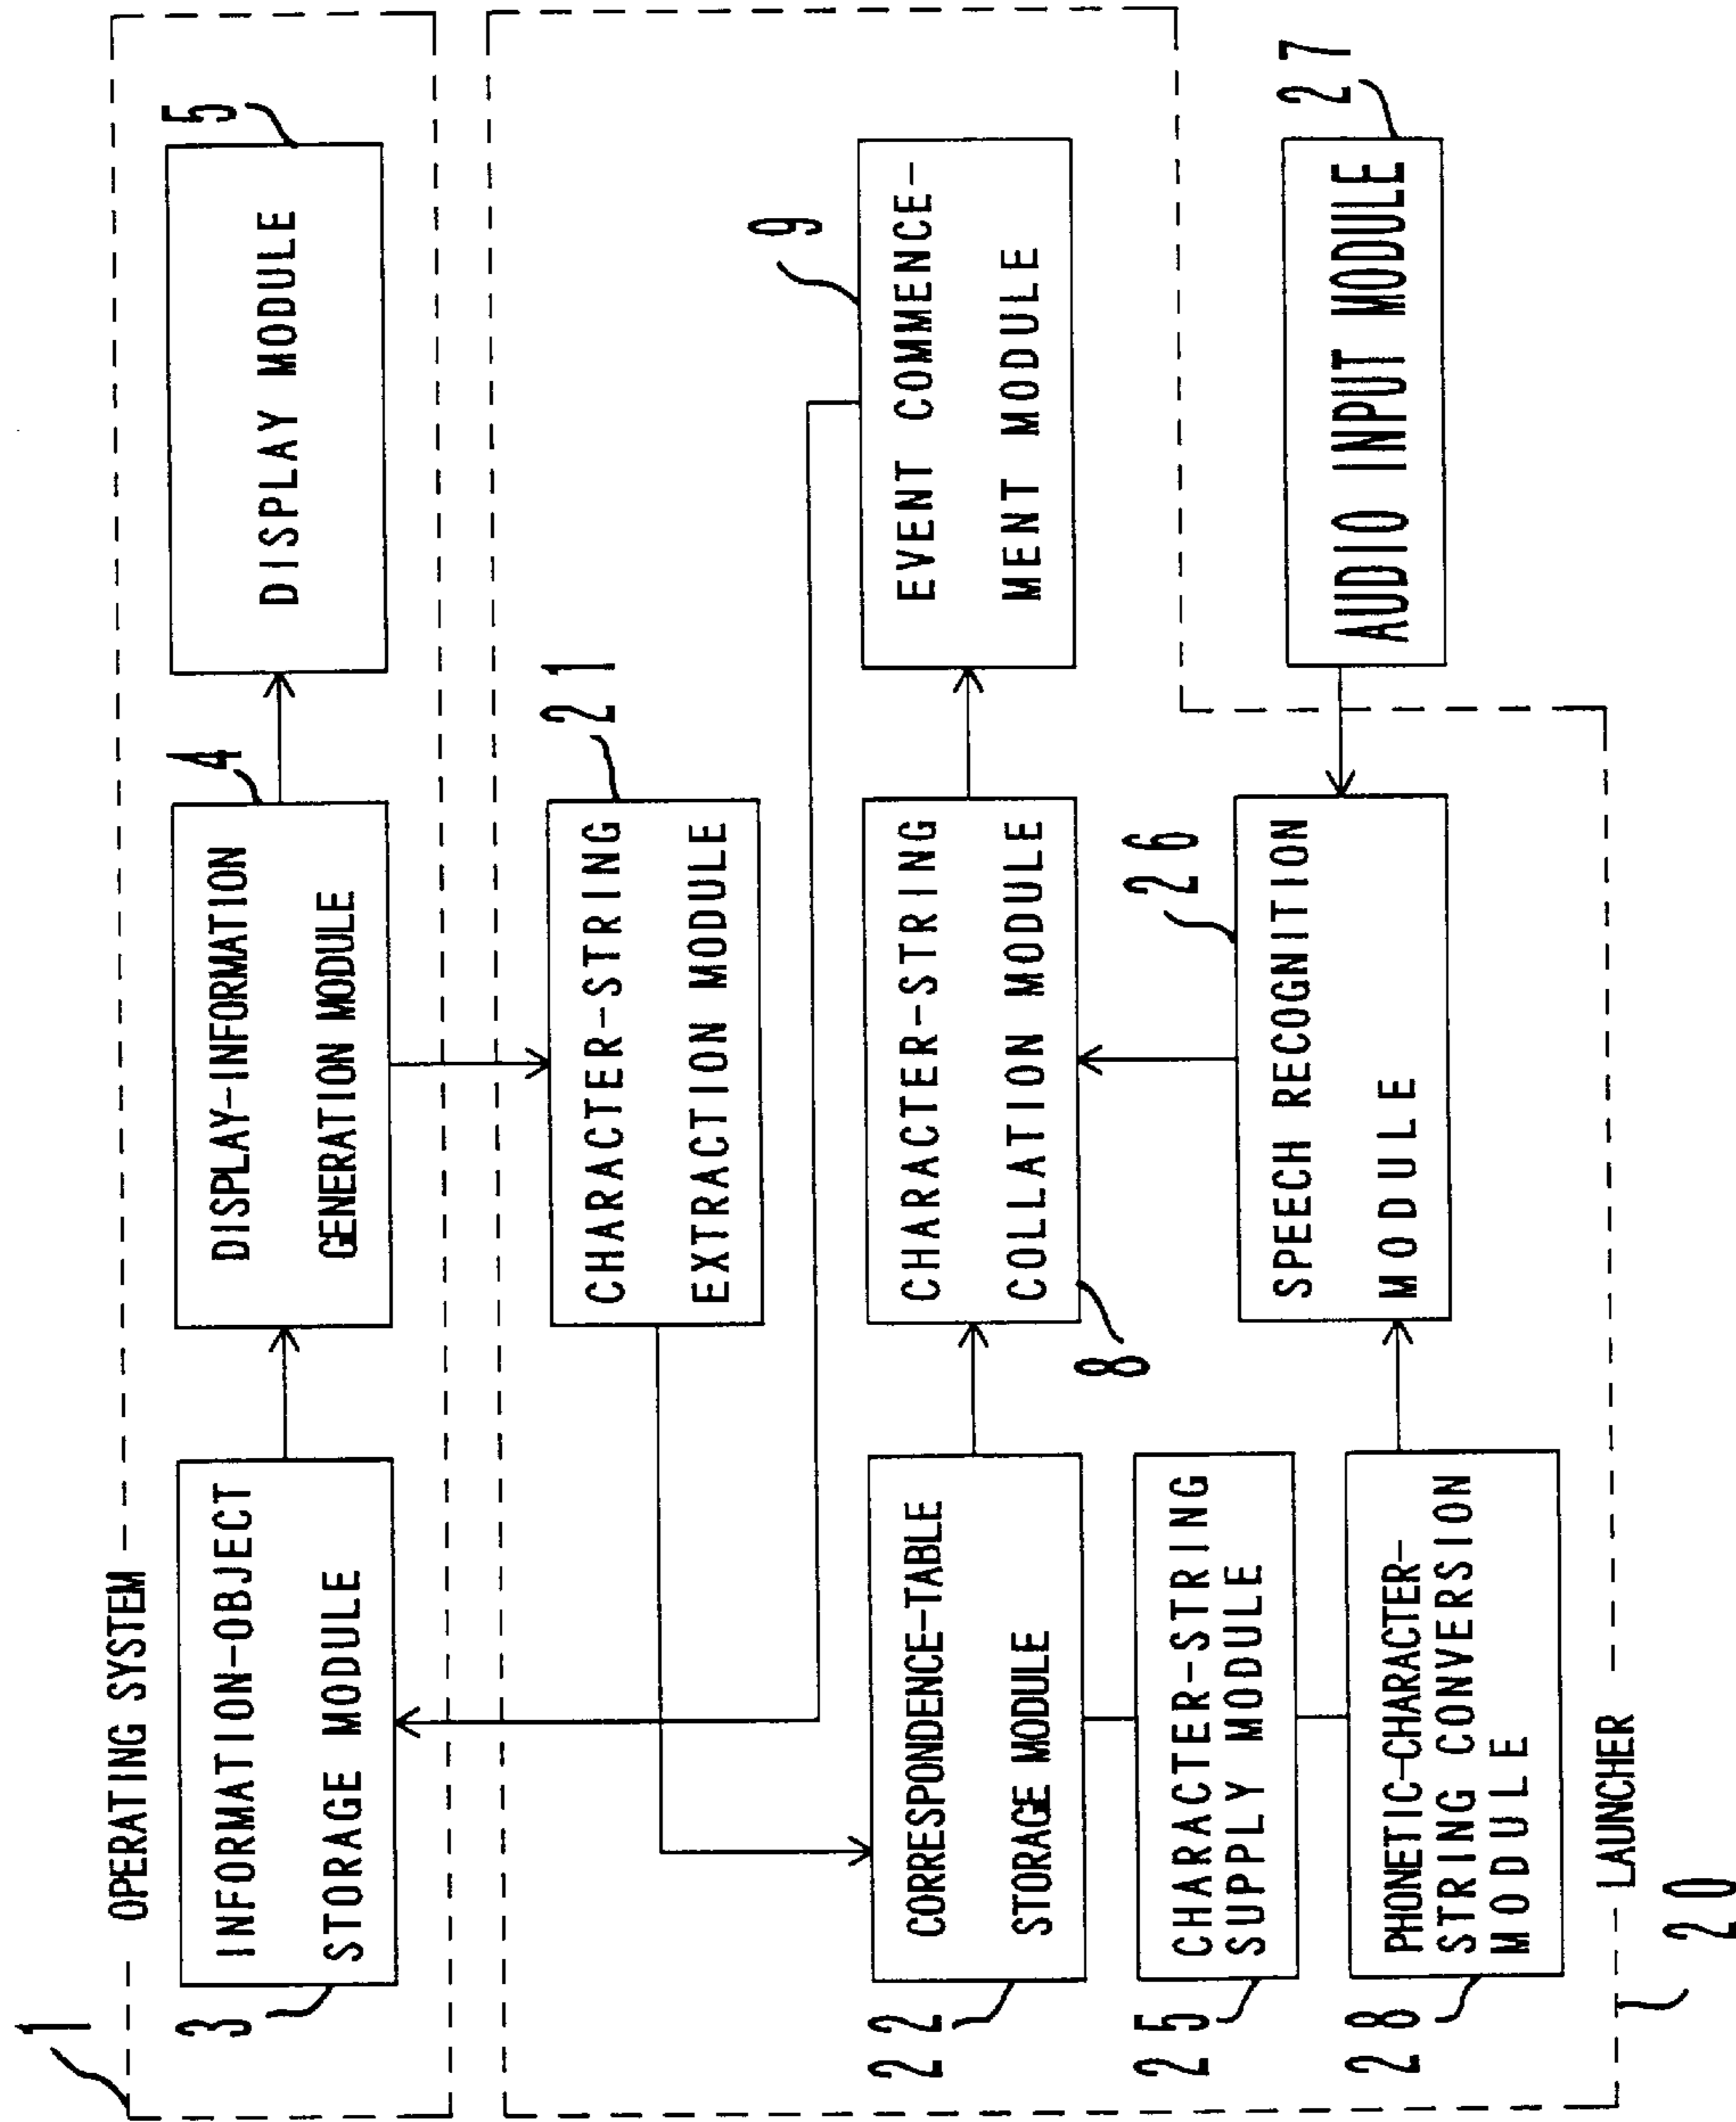 1
OPERATING SYSTEM
3
INFORMATION-OBJECT
STORAGE MODULE
4
DISPLAY-INFORMATION
GENERATION MODULE
5
DISPLAY MODULE
21
CHARACTER-STRING
EXTRACTION MODULE
22
CORRESPONDENCE-TABLE
STORAGE MODULE
8
CHARACTER-STRING
COLLATION MODULE
9
EVENT COMMENCE-
MENT MODULE
25
CHARACTER-STRING
SUPPLY MODULE
28
PHONETIC-CHARACTER-
STRING CONVERSION
MODULE
26
SPEECH RECOGNITION
MODULE
27
AUDIO INPUT MODULE
LAUNCHER
20